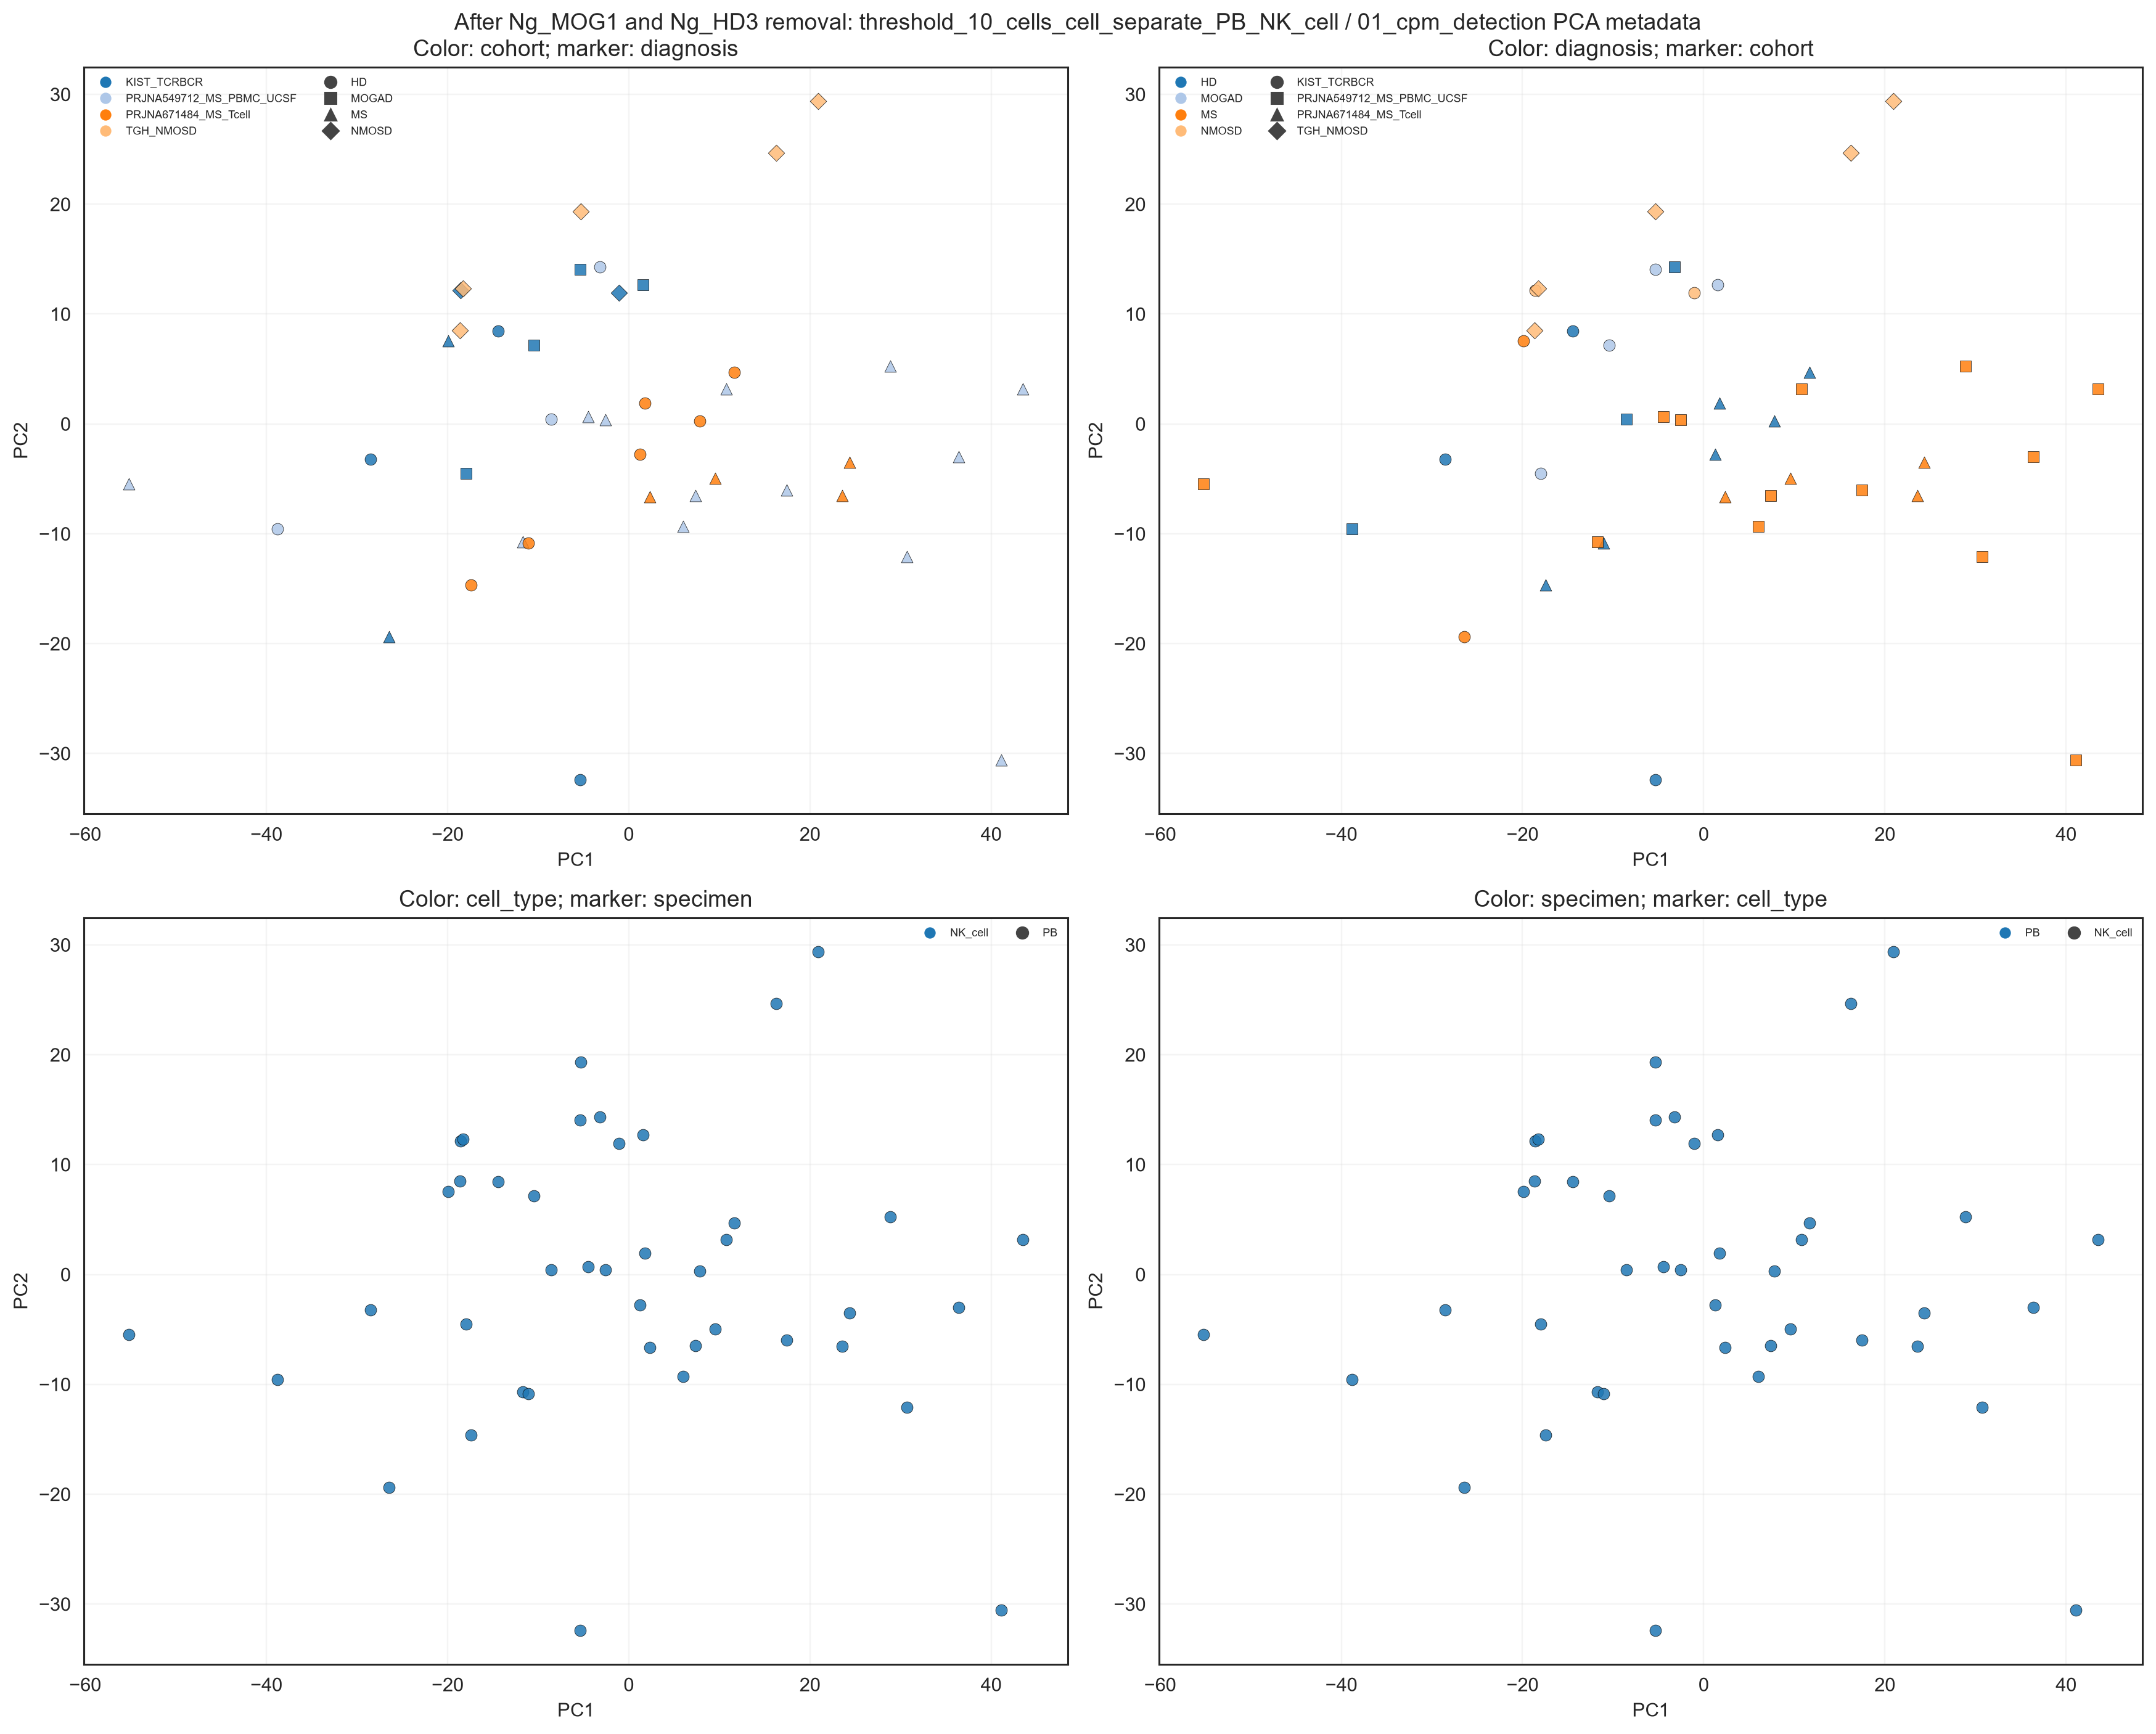 After Ng_MOG1 and Ng_HD3 removal: threshold_10_cells_cell_separate_PB_NK_cell / 01_cpm_detection PCA metadata
Color: cohort; marker: diagnosis
KIST_TCRBCR
PRJNA549712_MS_PBMC_UCSF
PRJNA671484_MS_Tcell
TGH_NMOSD
HD
MOGAD
MS
NMOSD
30
20
10
0
−10
−20
−30
PC2
−60
−40
−20
0
20
40
PC1
Color: diagnosis; marker: cohort
HD
MOGAD
MS
NMOSD
KIST_TCRBCR
PRJNA549712_MS_PBMC_UCSF
PRJNA671484_MS_Tcell
TGH_NMOSD
30
20
10
0
−10
−20
−30
PC2
−60
−40
−20
0
20
40
PC1
Color: cell_type; marker: specimen
NK_cell
PB
30
20
10
0
−10
−20
−30
PC2
−60
−40
−20
0
20
40
PC1
Color: specimen; marker: cell_type
PB
NK_cell
30
20
10
0
−10
−20
−30
PC2
−60
−40
−20
0
20
40
PC1